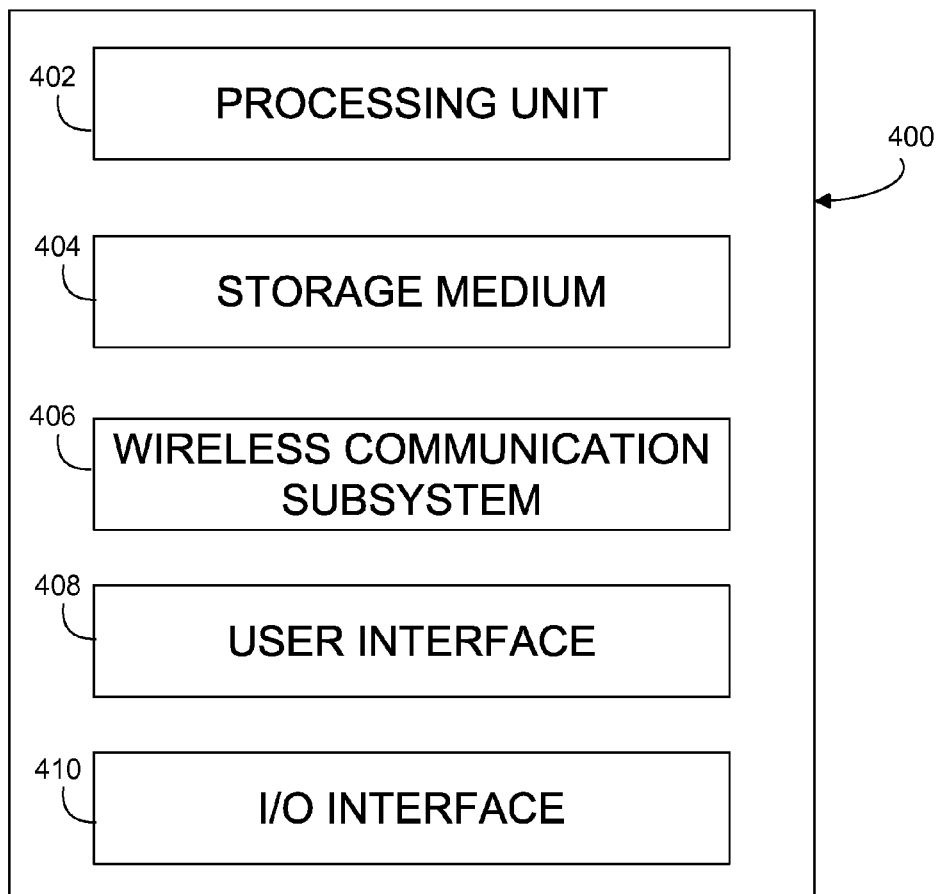 402
PROCESSING UNIT
400
404
STORAGE MEDIUM
406
WIRELESS COMMUNICATION
SUBSYSTEM
408
USER INTERFACE
410
I/O INTERFACE